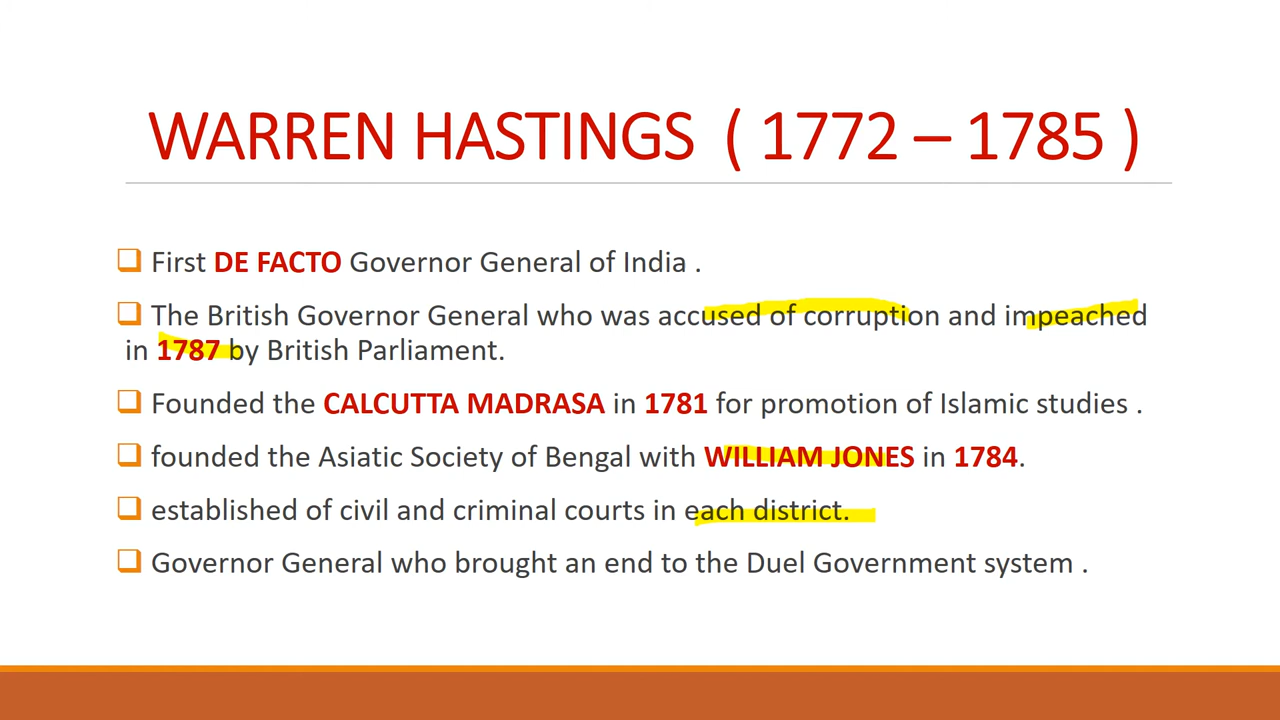 WARREN HASTINGS ( 1772 – 1785 )
First DE FACTO Governor General of India .
The British Governor General who was accused of corruption and impeached
in 1787 by British Parliament.
Founded the CALCUTTA MADRASA in 1781 for promotion of Islamic studies .
founded the Asiatic Society of Bengal with WILLIAM JONES in 1784.
established of civil and criminal courts in each district.
Governor General who brought an end to the Duel Government system .